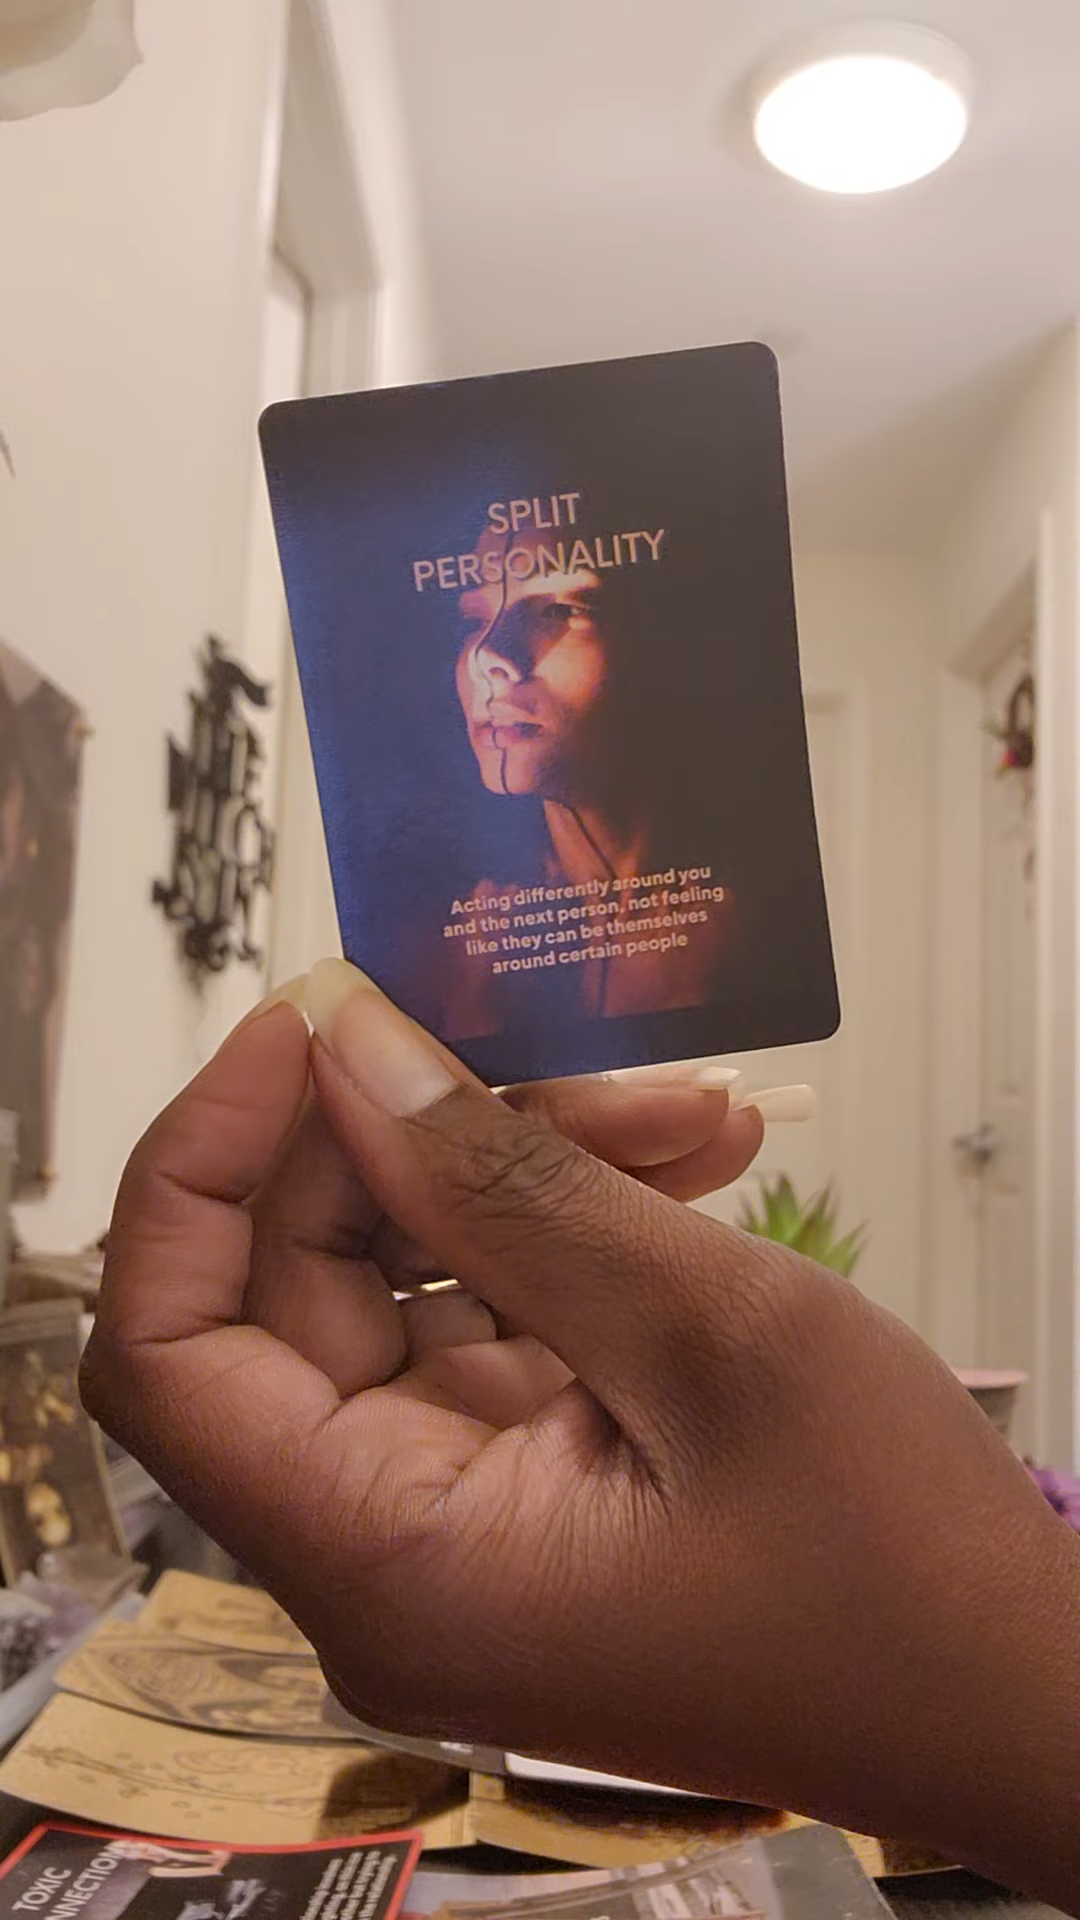 SPLIT
PERSONALITY
Acting differently around you
and the next person, not feeling
like they can be themselves
around certain people
TOXIC